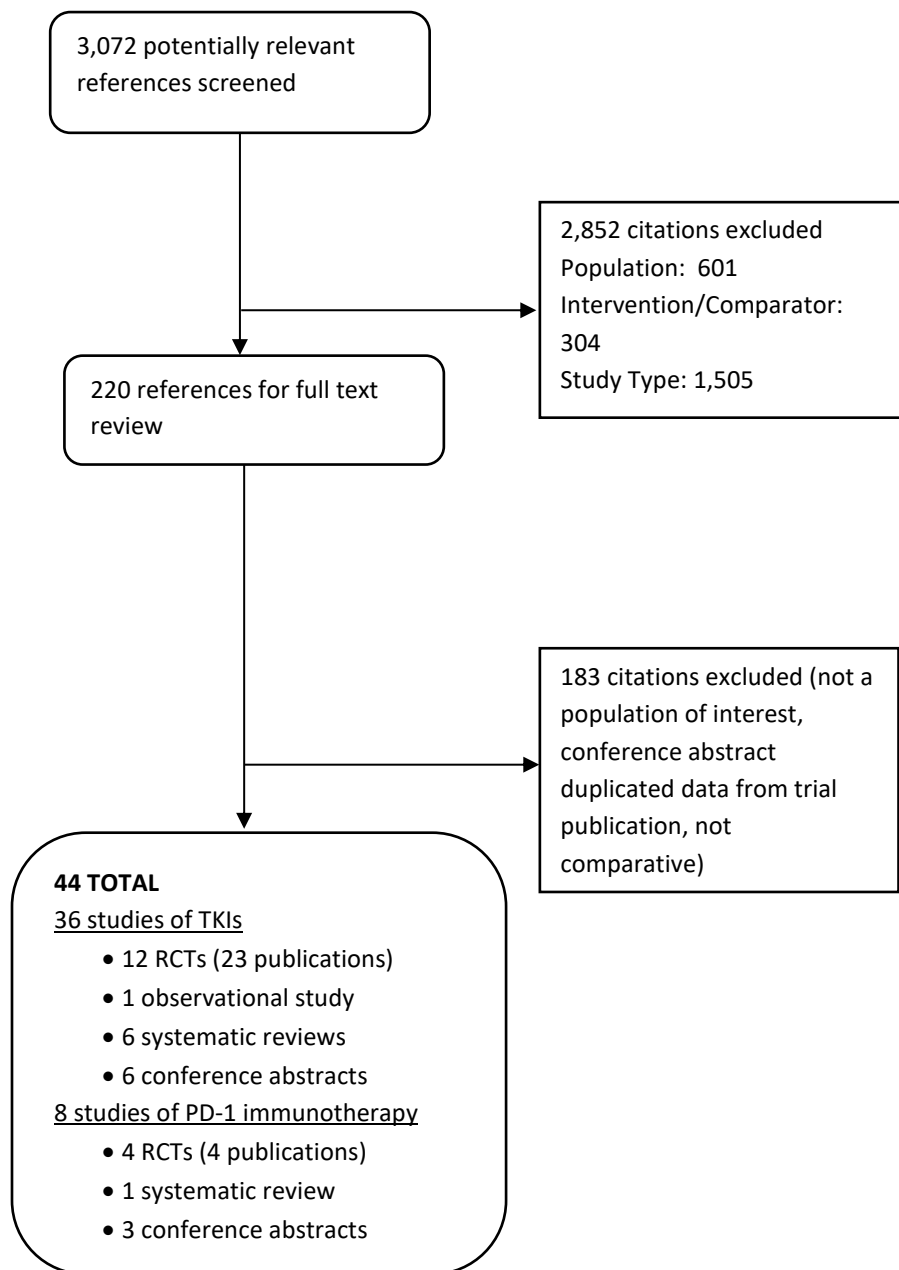 3,072 potentially relevant
references screened
2,852 citations excluded
Population:  601
Intervention/Comparator:
304
Study Type: 1,505
220 references for full text
review
183 citations excluded (not a
population of interest,
conference abstract
duplicated data from trial
publication, not
comparative)
44 TOTAL
36 studies of TKIs
• 12 RCTs (23 publications)
• 1 observational study
• 6 systematic reviews
• 6 conference abstracts
8 studies of PD-1 immunotherapy
• 4 RCTs (4 publications)
• 1 systematic review
• 3 conference abstracts